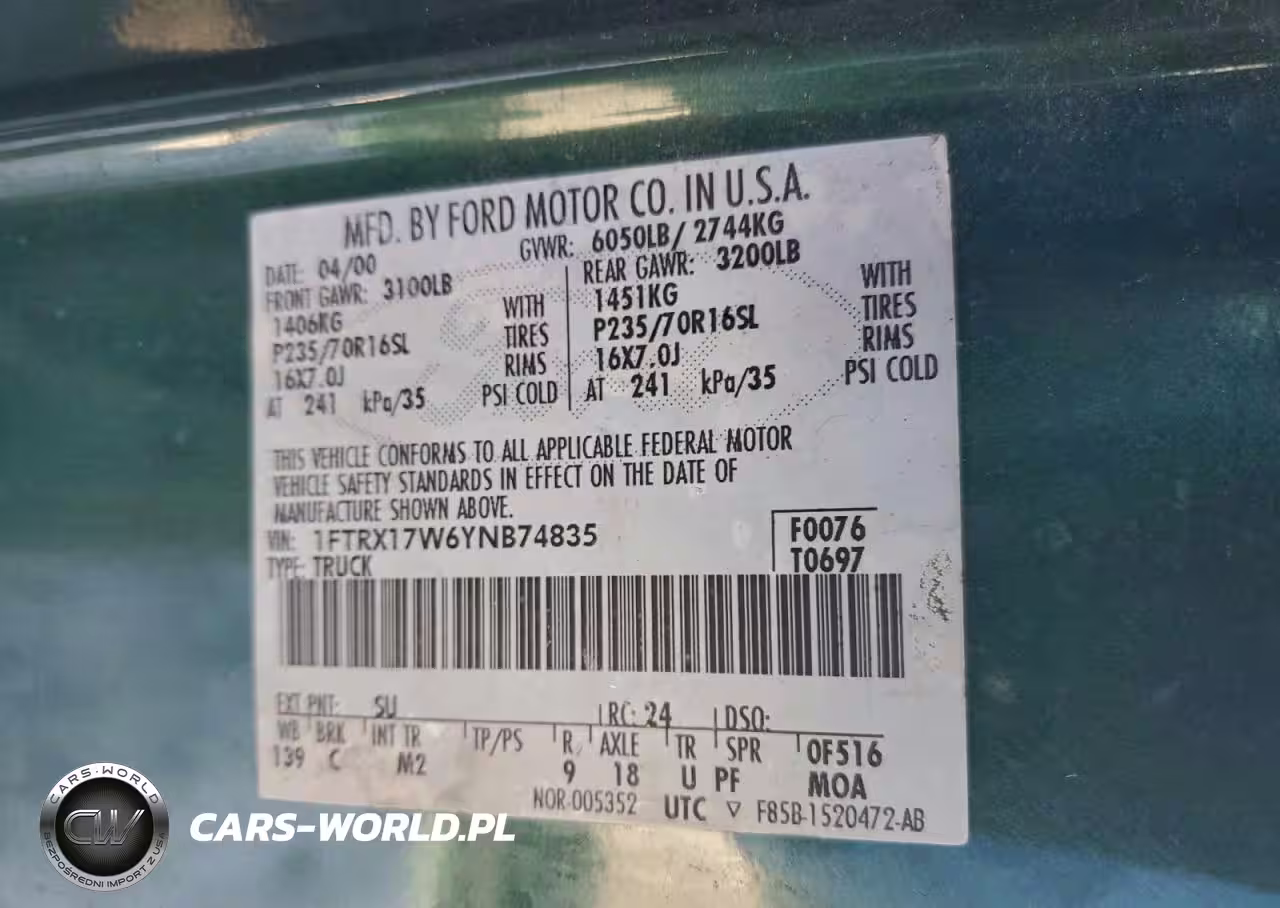 MFD. BY FORD MOTOR CO. IN U.S.A.
DATE: 04/00 GVWR: 6050LB/ 2744KG
FRONT GAWR: 3100LB REAR GAWR: 3200LB
1406KG WITH 1451KG WITH
P235/70R16SL TIRES P235/70R16SL TIRES
16X7.0J RIMS 16X7.0J RIMS
AT 241 kPa/35 PSI COLD AT 241 kPa/35 PSI COLD
THIS VEHICLE CONFORMS TO ALL APPLICABLE FEDERAL MOTOR
VEHICLE SAFETY STANDARDS IN EFFECT ON THE DATE OF
MANUFACTURE SHOWN ABOVE.
VIN: 1FTRX17W6YNB74835 F0076
TYPE: TRUCK T0697
EXT PNT: SU RC: 24 DSO:
WB BRK INT TR TP/PS R AXLE TR SPR 0F516
139 C M2 9 18 U PF MOA
NOR-005352 UTC ▽ F85B-1520472-AB
CARS-WORLD
CW
BEZPOŚREDNI IMPORT Z USA
CARS-WORLD.PL